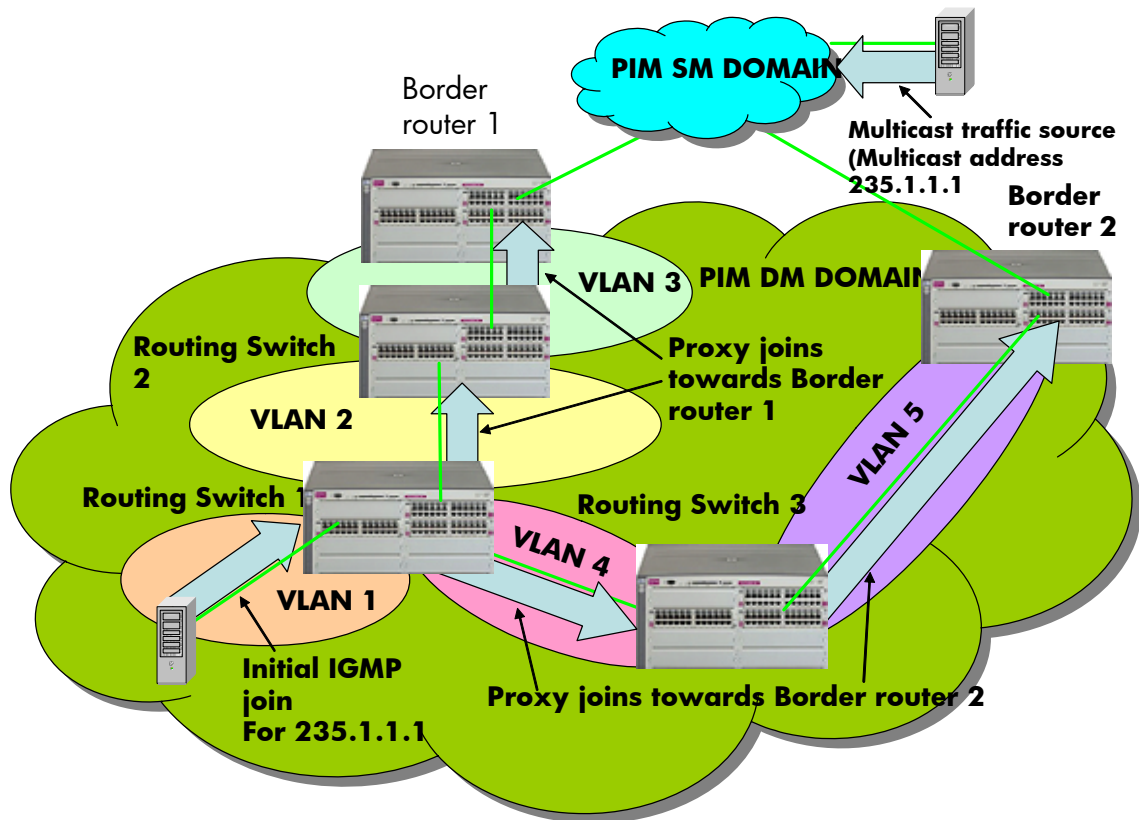 PIM SM DOMAIN
Border
router 1
Multicast traffic source
(Multicast address
235.1.1.1
Border
router 2
VLAN 3
PIM DM DOMAIN
Routing Switch
2
Proxy joins
towards Border
router 1
VLAN 2
VLAN 5
Routing Switch 1
Routing Switch 3
VLAN 4
VLAN 1
Initial IGMP
join
For 235.1.1.1
Proxy joins towards Border router 2